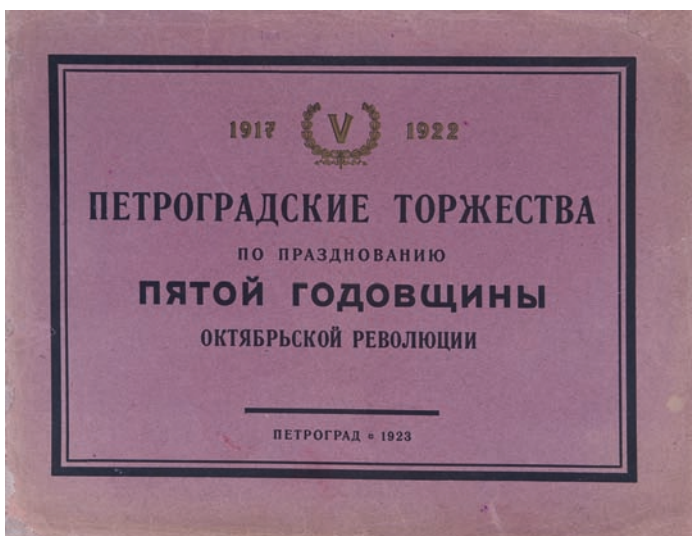 1917 V 1922
ПЕТРОГРАДСКИЕ ТОРЖЕСТВА
ПО ПРАЗДНОВАНИЮ
ПЯТОЙ ГОДОВЩИНЫ
ОКТЯБРЬСКОЙ РЕВОЛЮЦИИ
ПЕТРОГРАД ¤ 1923